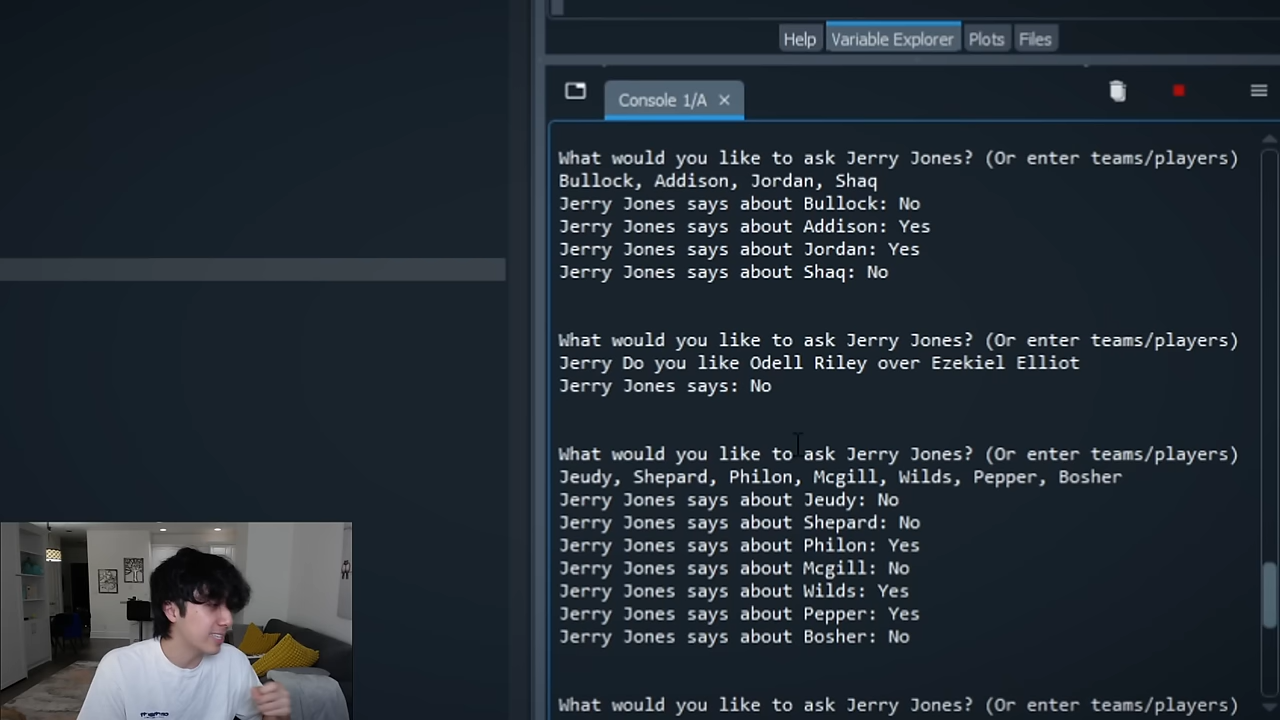 Help Variable Explorer Plots Files
Console 1/A
What would you like to ask Jerry Jones? (Or enter teams/players)
Bullock, Addison, Jordan, Shaq
Jerry Jones says about Bullock: No
Jerry Jones says about Addison: Yes
Jerry Jones says about Jordan: Yes
Jerry Jones says about Shaq: No
What would you like to ask Jerry Jones? (Or enter teams/players)
Jerry Do you like Odell Riley over Ezekiel Elliot
Jerry Jones says: No
What would you like to ask Jerry Jones? (Or enter teams/players)
Jeudy, Shepard, Philon, Mcgill, Wilds, Pepper, Bosher
Jerry Jones says about Jeudy: No
Jerry Jones says about Shepard: No
Jerry Jones says about Philon: Yes
Jerry Jones says about Mcgill: No
Jerry Jones says about Wilds: Yes
Jerry Jones says about Pepper: Yes
Jerry Jones says about Bosher: No
What would you like to ask Jerry Jones? (Or enter teams/players)